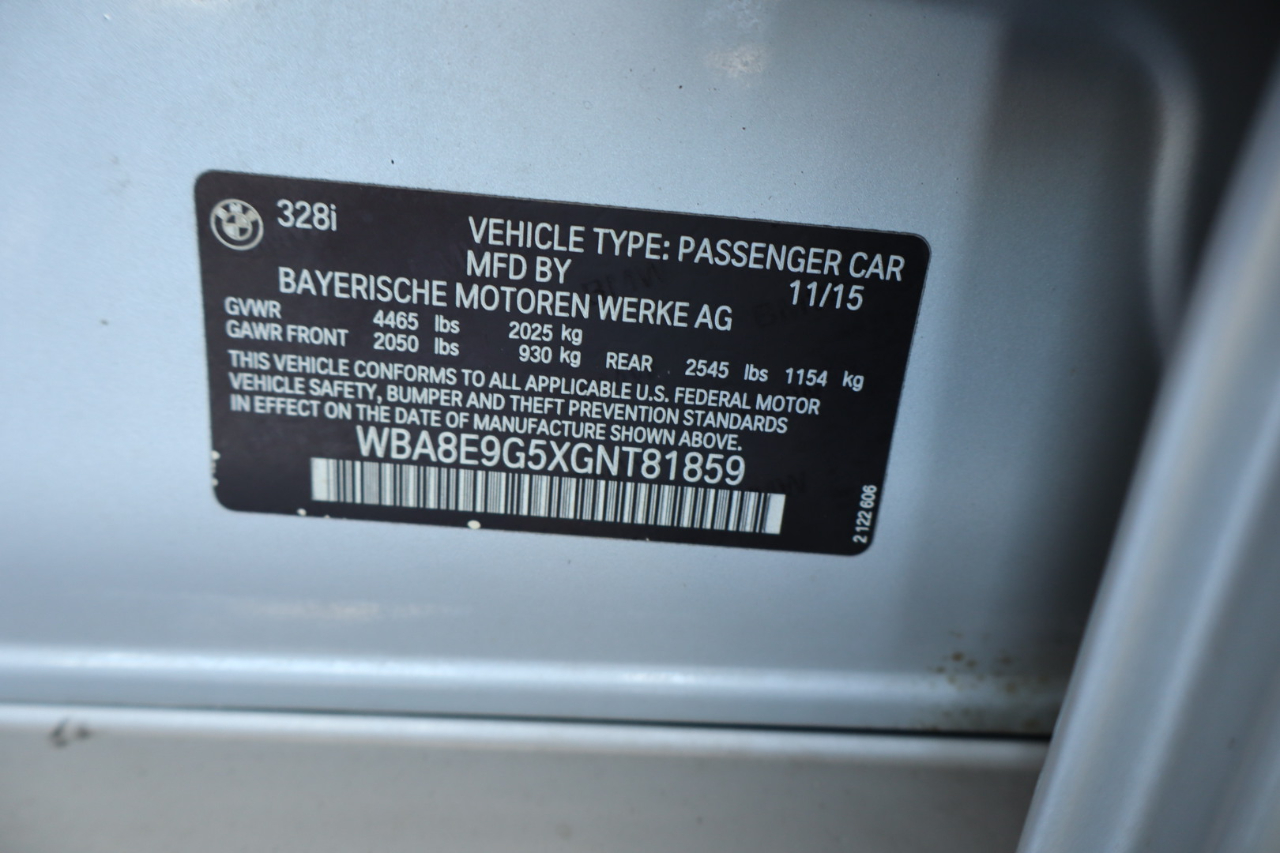 328i
VEHICLE TYPE: PASSENGER CAR
MFD BY 11/15
BAYERISCHE MOTOREN WERKE AG
GVWR 4465 lbs 2025 kg
GAWR FRONT 2050 lbs 930 kg REAR 2545 lbs 1154 kg
THIS VEHICLE CONFORMS TO ALL APPLICABLE U.S. FEDERAL MOTOR
VEHICLE SAFETY, BUMPER AND THEFT PREVENTION STANDARDS
IN EFFECT ON THE DATE OF MANUFACTURE SHOWN ABOVE.
WBA8E9G5XGNT81859
2 122 606